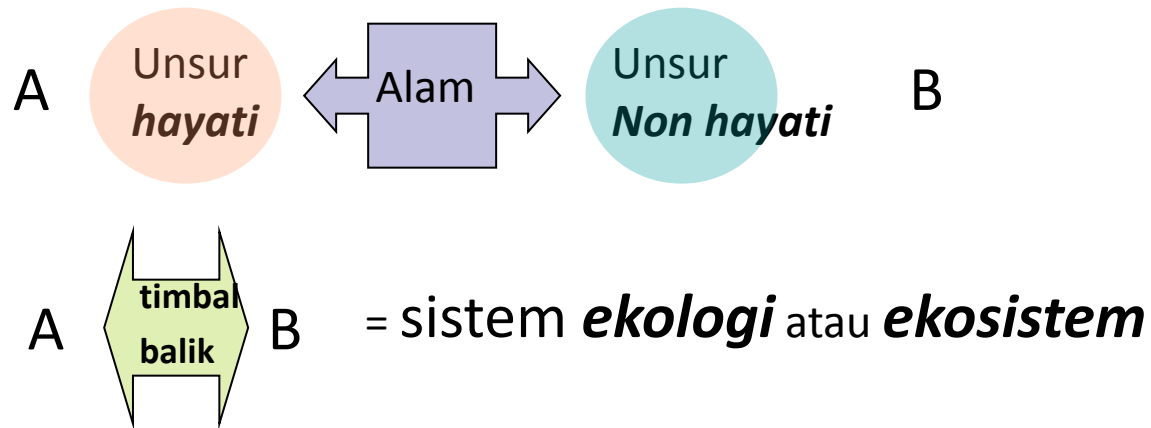 A
Unsur
hayati
Alam
Unsur
Non hayati
B
A
timbal
balik
B
= sistem ekologi atau ekosistem